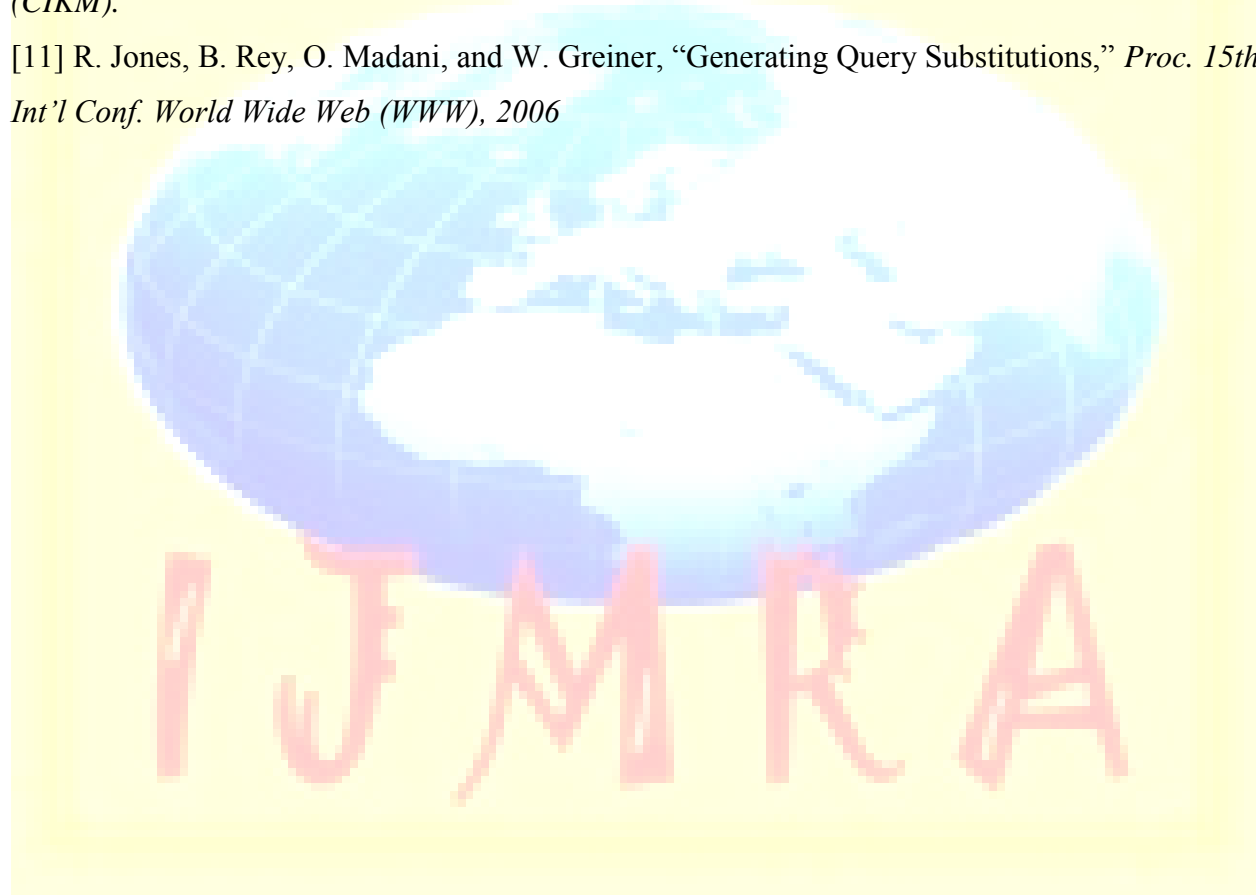 (CIKM).
[11] R. Jones, B. Rey, O. Madani, and W. Greiner, “Generating Query Substitutions,” Proc. 15th
Int’l Conf. World Wide Web (WWW), 2006
IJMRA